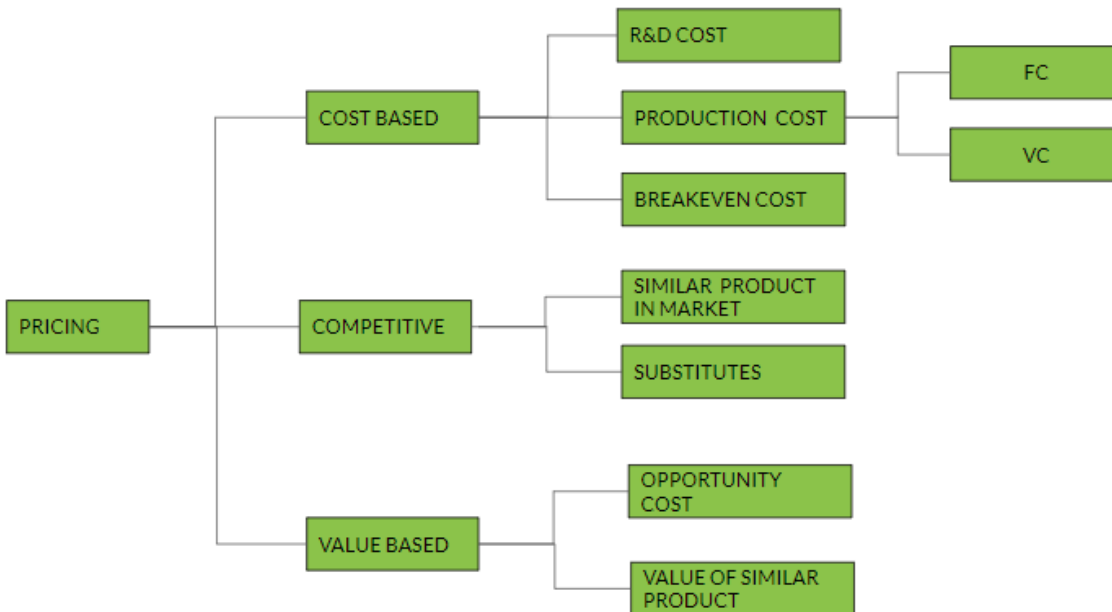 R&D COST
FC
COST BASED
PRODUCTION COST
VC
BREAKEVEN COST
SIMILAR PRODUCT
IN MARKET
PRICING
COMPETITIVE
SUBSTITUTES
OPPORTUNITY
COST
VALUE BASED
VALUE OF SIMILAR
PRODUCT